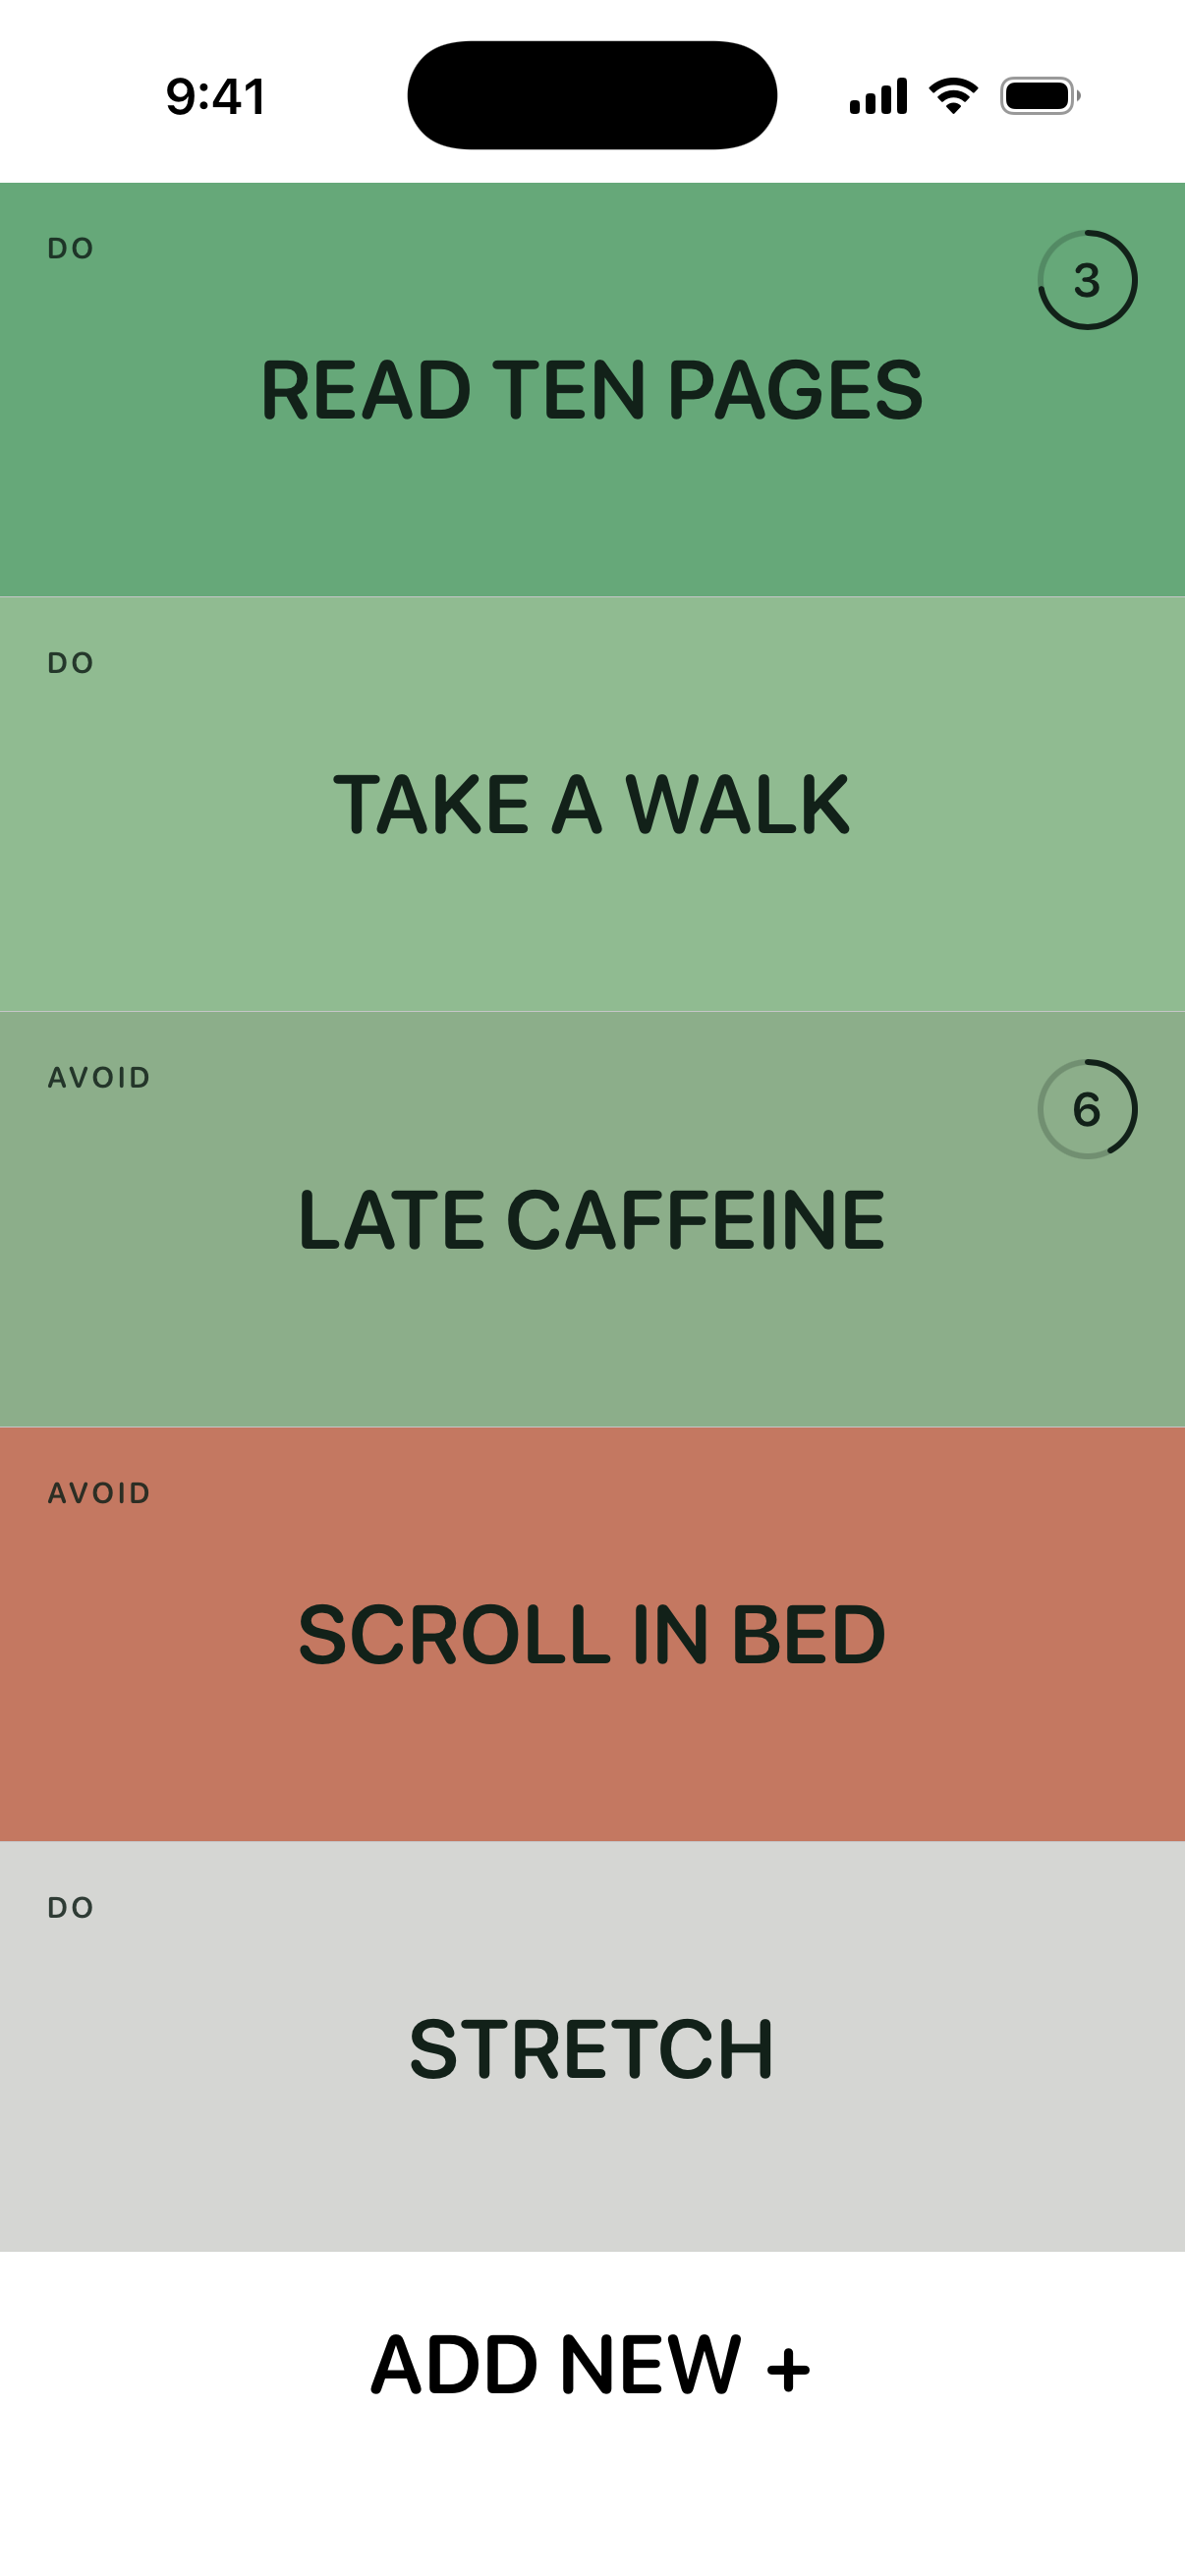 9:41
DO
3
READ TEN PAGES
DO
TAKE A WALK
AVOID
6
LATE CAFFEINE
AVOID
SCROLL IN BED
DO
STRETCH
ADD NEW +